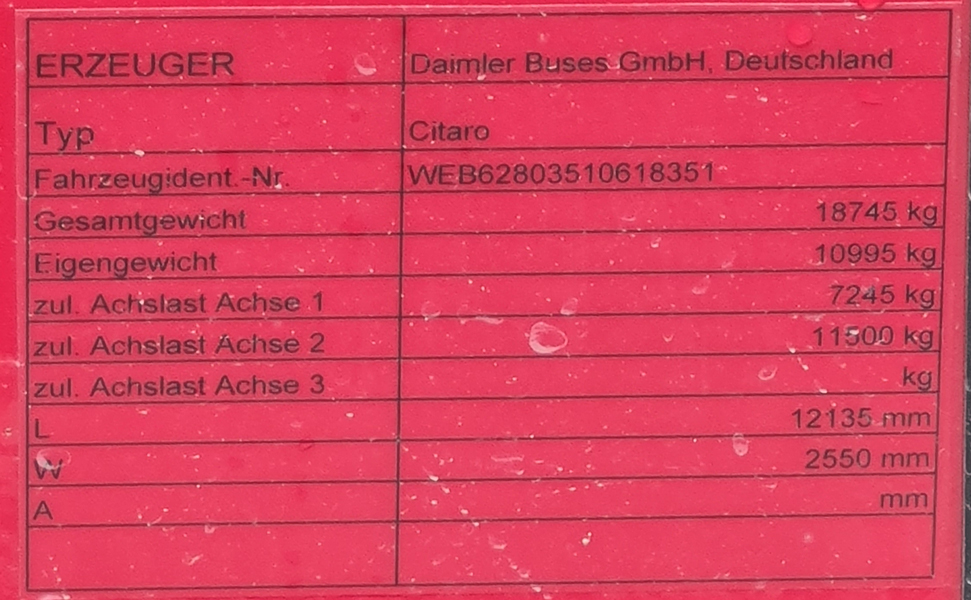 ERZEUGER Daimler Buses GmbH, Deutschland
Typ Citaro
Fahrzeugident.-Nr. WEB62803510618351
Gesamtgewicht 18745 kg
Eigengewicht 10995 kg
zul. Achslast Achse 1 7245 kg
zul. Achslast Achse 2 11500 kg
zul. Achslast Achse 3 kg
L 12135 mm
W 2550 mm
A mm